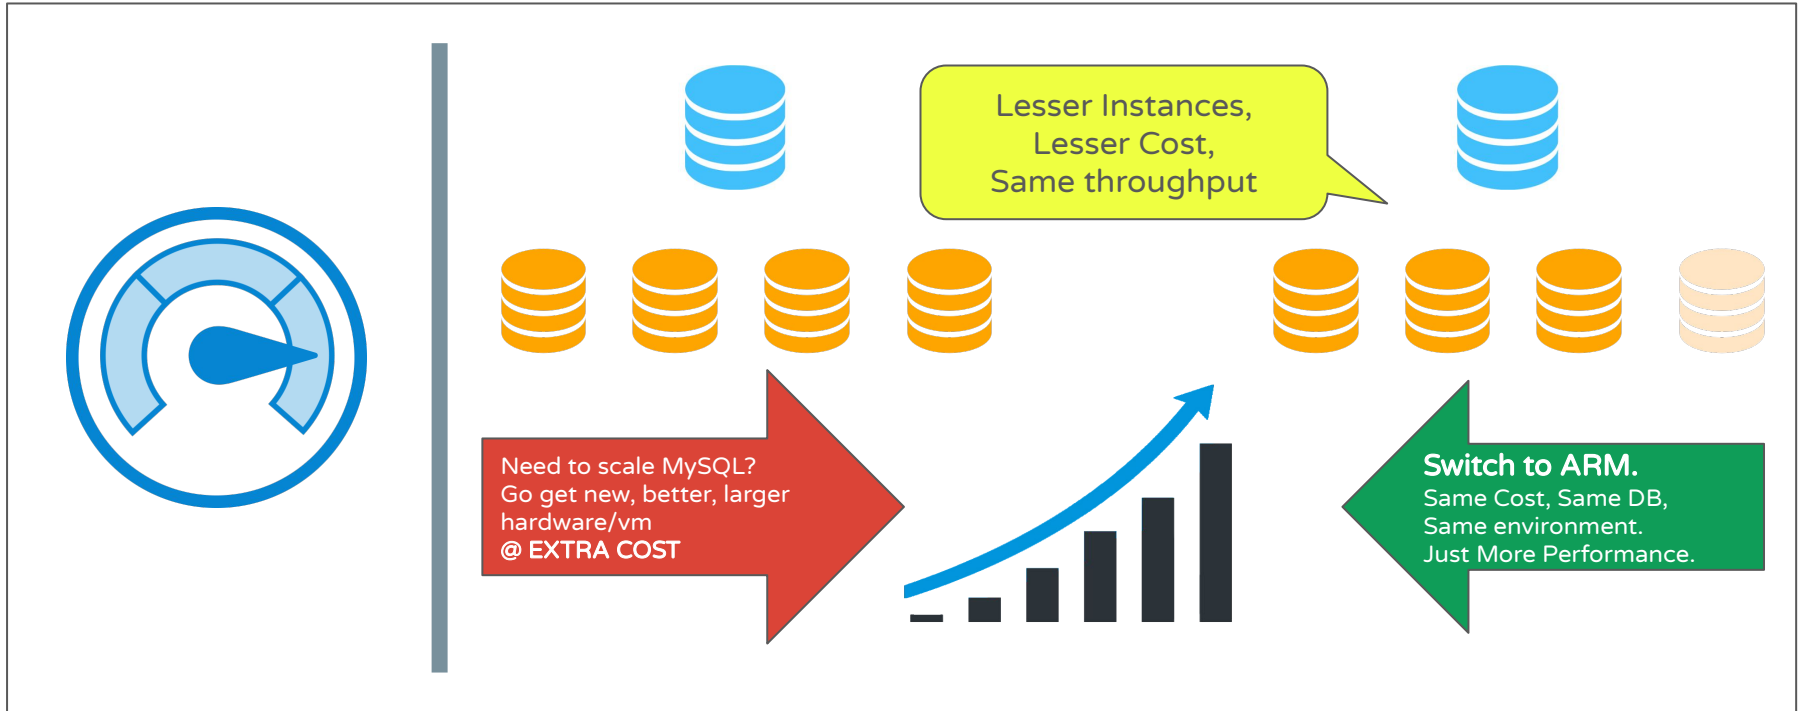 Lesser Instances,
Lesser Cost,
Same throughput
Need to scale MySQL?
Go get new, better, larger
hardware/vm
@ EXTRA COST
Switch to ARM.
Same Cost, Same DB,
Same environment.
Just More Performance.